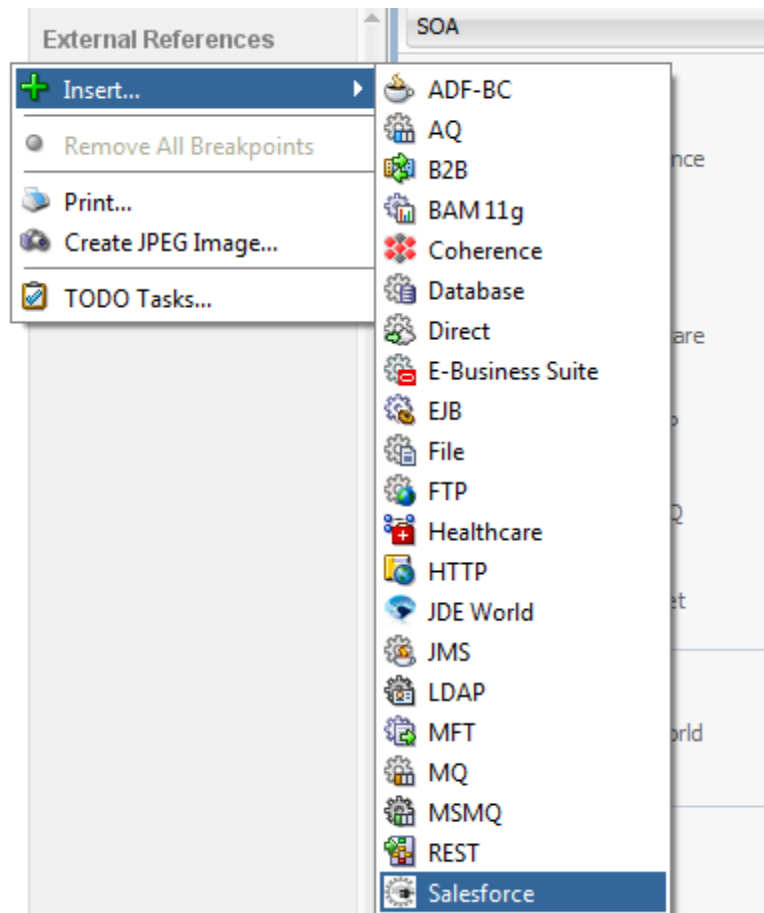 External References
SOA
Insert...
Remove All Breakpoints
Print...
Create JPEG Image...
TODO Tasks...
ADF-BC
AQ
B2B
BAM 11g
Coherence
Database
Direct
E-Business Suite
EJB
File
FTP
Healthcare
HTTP
JDE World
JMS
LDAP
MFT
MQ
MSMQ
REST
Salesforce